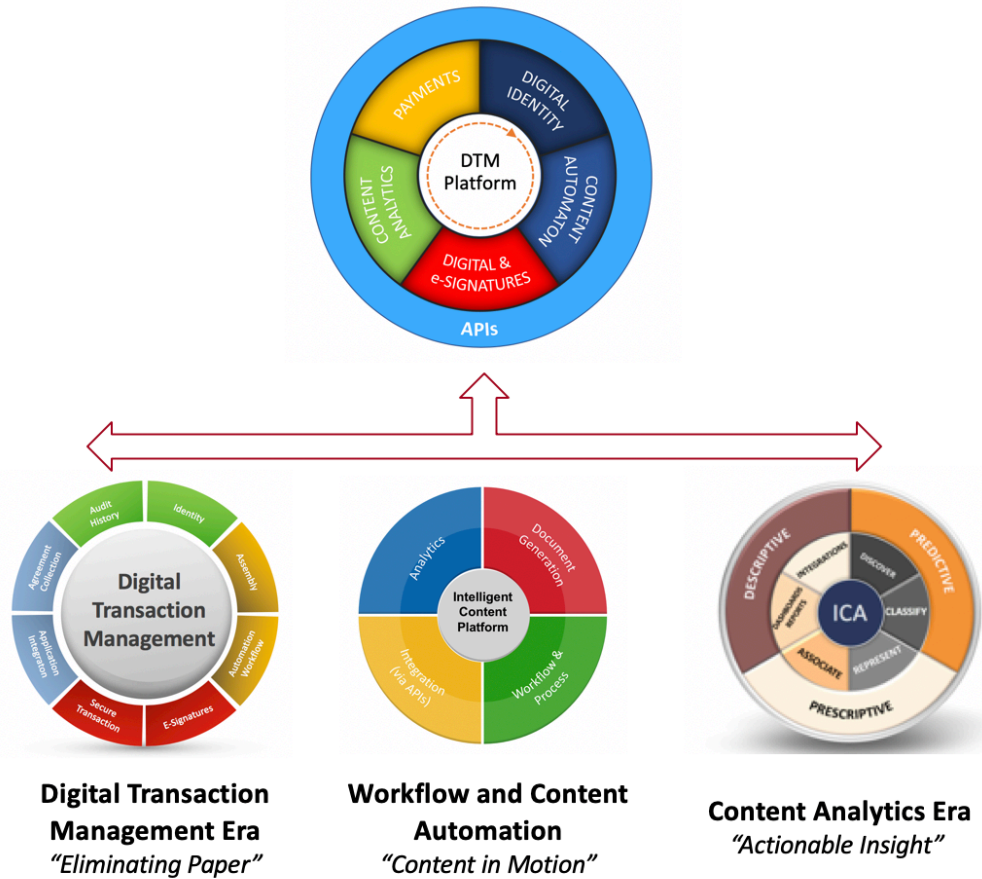 PAYMENTS
DIGITAL
IDENTITY
CONTENT
AUTOMATON
DIGITAL &
e-SIGNATURES
CONTENT
ANALYTICS
DTM
Platform
APIs
Audit
History
Identity
Assembly
Automation
Workflow
E-Signatures
Secure
Transaction
Application
Integraton
Agreement
Collection
Digital
Transaction
Management
Analytics
Document
Generation
Workflow &
Process
Integration
(via APIs)
Intelligent
Content
Platform
DESCRIPTIVE
PREDICTIVE
PRESCRIPTIVE
INTEGRATIONS
DISCOVER
CLASSIFY
REPRESENT
ASSOCIATE
DASHBOARDS
REPORTS
ICA
Digital Transaction
Management Era
“Eliminating Paper”
Workflow and Content
Automation
“Content in Motion”
Content Analytics Era
“Actionable Insight”